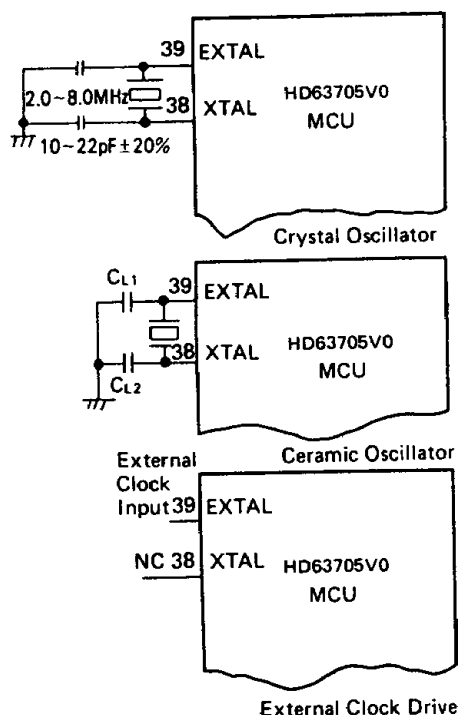 39 EXTAL
HD63705V0
MCU
2.0~8.0MHz
38 XTAL
10~22pF±20%
Crystal Oscillator
CL1
39 EXTAL
HD63705V0
MCU
38 XTAL
CL2
Ceramic Oscillator
External
Clock
Input 39 EXTAL
NC 38 XTAL
HD63705V0
MCU
External Clock Drive